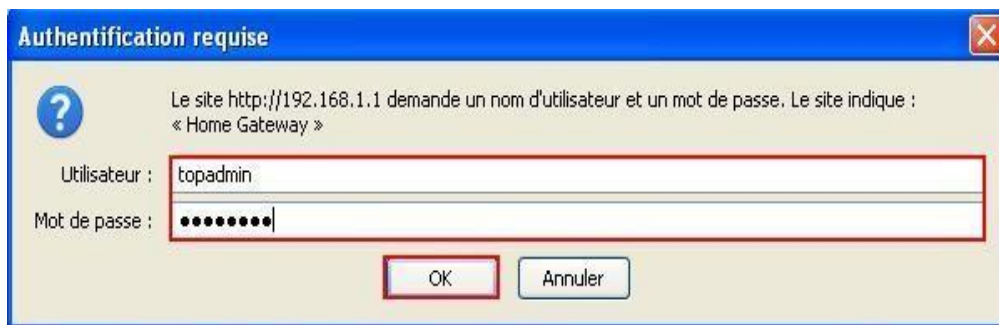 Authentification requise
Le site http://192.168.1.1 demande un nom d'utilisateur et un mot de passe. Le site indique :
« Home Gateway »
Utilisateur : topadmin
Mot de passe : ●●●●●●●●
OK Annuler